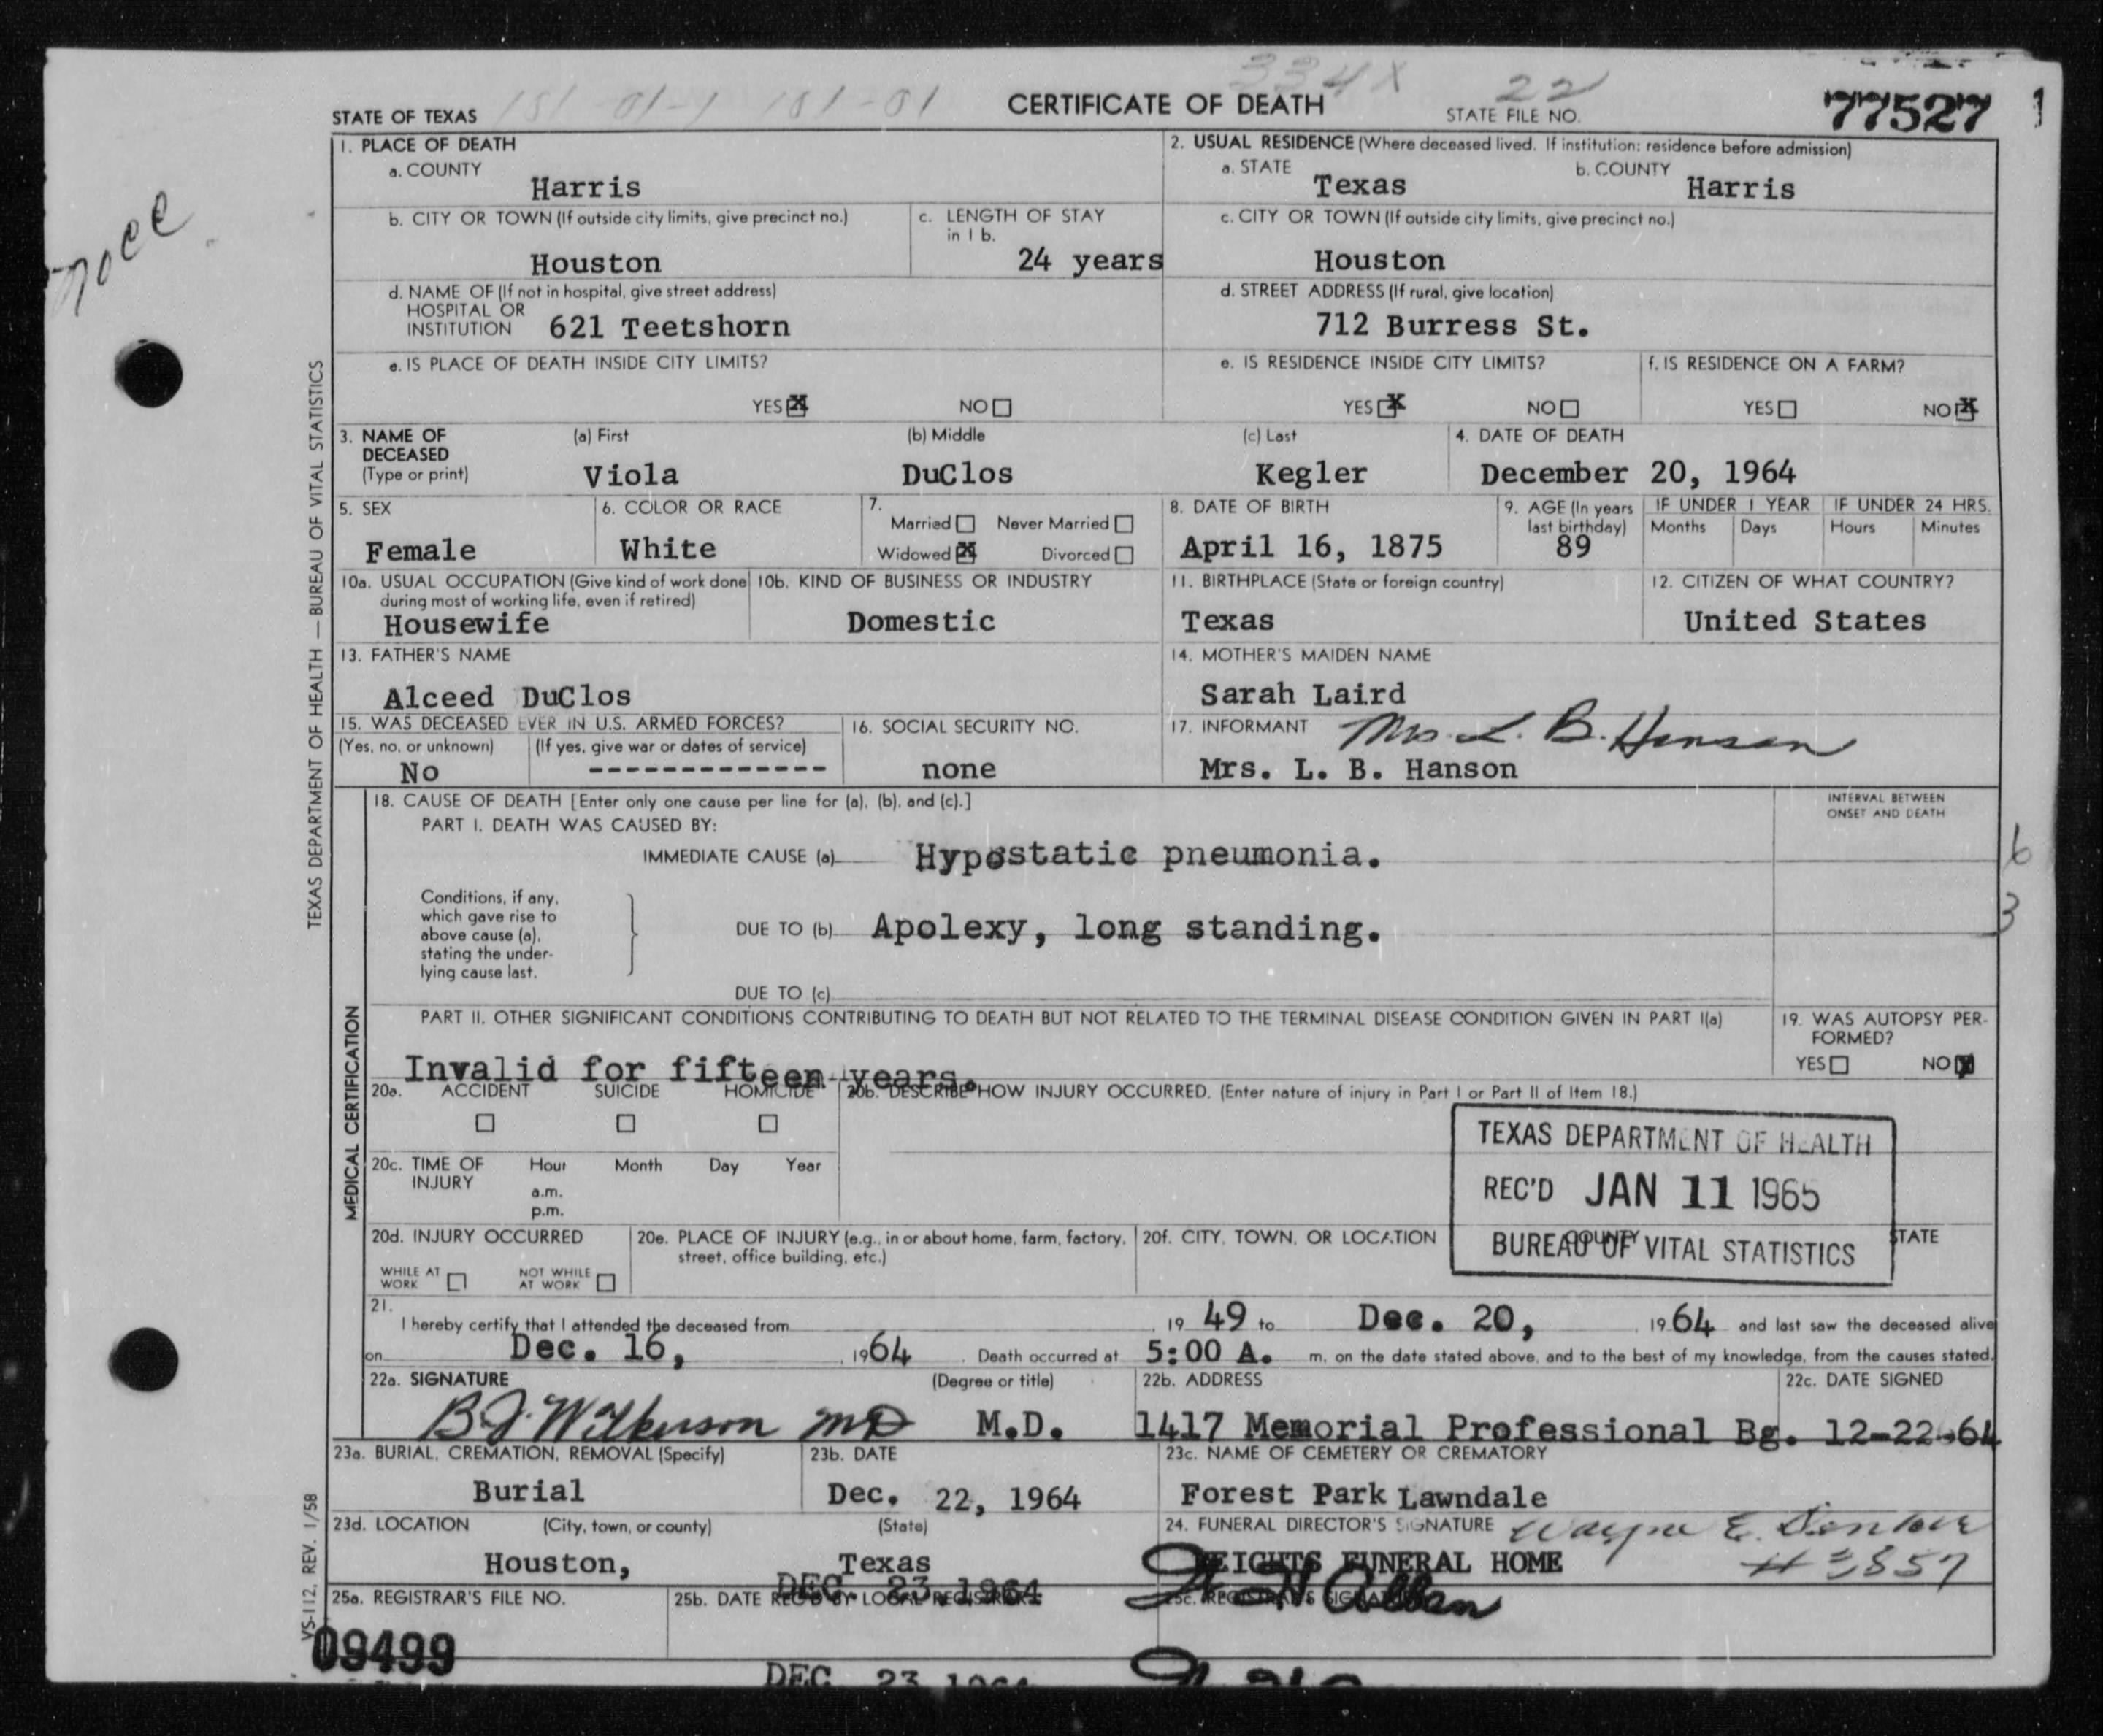 334X 22
STATE OF TEXAS 181 01-1 181-01 CERTIFICATE OF DEATH STATE FILE NO. 77527 1
1. PLACE OF DEATH
a. COUNTY
Harris
2. USUAL RESIDENCE (Where deceased lived. If institution: residence before admission)
a. STATE b. COUNTY
Texas Harris
b. CITY OR TOWN (If outside city limits, give precinct no.)
Houston
c. LENGTH OF STAY
in 1 b.
24 years
c. CITY OR TOWN (If outside city limits, give precinct no.)
Houston
d. NAME OF (If not in hospital, give street address)
HOSPITAL OR
INSTITUTION 621 Teetshorn
d. STREET ADDRESS (If rural, give location)
712 Burress St.
e. IS PLACE OF DEATH INSIDE CITY LIMITS?
YES X NO
e. IS RESIDENCE INSIDE CITY LIMITS?
YES X NO
f. IS RESIDENCE ON A FARM?
YES NO X
3. NAME OF
DECEASED
(Type or print)
(a) First (b) Middle (c) Last
Viola DuClos Kegler
4. DATE OF DEATH
December 20, 1964
5. SEX
Female
6. COLOR OR RACE
White
7.
Married Never Married
Widowed X Divorced
8. DATE OF BIRTH
April 16, 1875
9. AGE (In years
last birthday)
89
IF UNDER 1 YEAR IF UNDER 24 HRS.
Months Days Hours Minutes
10a. USUAL OCCUPATION (Give kind of work done
during most of working life, even if retired)
Housewife
10b. KIND OF BUSINESS OR INDUSTRY
Domestic
11. BIRTHPLACE (State or foreign country)
Texas
12. CITIZEN OF WHAT COUNTRY?
United States
13. FATHER'S NAME
Alceed DuClos
14. MOTHER'S MAIDEN NAME
Sarah Laird
15. WAS DECEASED EVER IN U.S. ARMED FORCES?
(Yes, no, or unknown) (If yes, give war or dates of service)
No -------------
16. SOCIAL SECURITY NO.
none
17. INFORMANT Mrs. L. B. Hanson
Mrs. L. B. Hanson
18. CAUSE OF DEATH [Enter only one cause per line for (a), (b), and (c).]
INTERVAL BETWEEN
ONSET AND DEATH
PART I. DEATH WAS CAUSED BY:
IMMEDIATE CAUSE (a) Hypostatic pneumonia.
6
Conditions, if any,
which gave rise to
above cause (a),
stating the under-
lying cause last.
DUE TO (b) Apolexy, long standing.
3
DUE TO (c)
PART II. OTHER SIGNIFICANT CONDITIONS CONTRIBUTING TO DEATH BUT NOT RELATED TO THE TERMINAL DISEASE CONDITION GIVEN IN PART I(a)
Invalid for fifteen years.
19. WAS AUTOPSY PER-
FORMED?
YES NO X
20a. ACCIDENT SUICIDE HOMICIDE
20b. DESCRIBE HOW INJURY OCCURRED. (Enter nature of injury in Part I or Part II of Item 18.)
TEXAS DEPARTMENT OF HEALTH
REC'D JAN 11 1965
BUREAU OF VITAL STATISTICS
20c. TIME OF
INJURY
Hour Month Day Year
a.m.
p.m.
20d. INJURY OCCURRED
WHILE AT
WORK
NOT WHILE
AT WORK
20e. PLACE OF INJURY (e.g., in or about home, farm, factory,
street, office building, etc.)
20f. CITY, TOWN, OR LOCATION COUNTY STATE
21.
I hereby certify that I attended the deceased from , 19 49 to Dec. 20, , 1964 and last saw the deceased alive
on Dec. 16, , 1964 . Death occurred at 5:00 A. m. on the date stated above, and to the best of my knowledge, from the causes stated.
22a. SIGNATURE (Degree or title)
B.J. Wilkerson MD M.D.
22b. ADDRESS
1417 Memorial Professional Bg.
22c. DATE SIGNED
12-22-64
23a. BURIAL, CREMATION, REMOVAL (Specify)
Burial
23b. DATE
Dec. 22, 1964
23c. NAME OF CEMETERY OR CREMATORY
Forest Park Lawndale
23d. LOCATION (City, town, or county) (State)
Houston, Texas
24. FUNERAL DIRECTOR'S SIGNATURE Wayne E.
HEIGHTS FUNERAL HOME
25a. REGISTRAR'S FILE NO.
09499
25b. DATE REC'D BY LOCAL REGISTRAR
DEC. 23, 1964
25c. REGISTRAR'S SIGNATURE
DEC 23 1964
TEXAS DEPARTMENT OF HEALTH — BUREAU OF VITAL STATISTICS
MEDICAL CERTIFICATION
VS-112, REV. 1/58